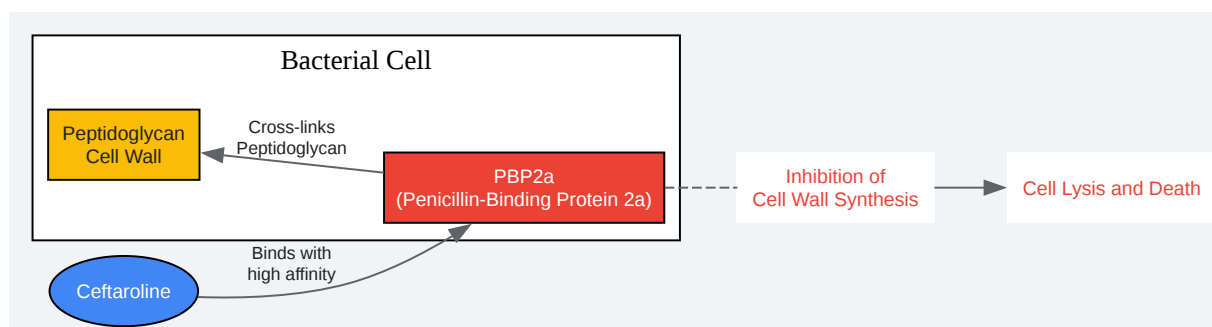 Bacterial Cell
Peptidoglycan
Cell Wall
Cross-links
Peptidoglycan
PBP2a
(Penicillin-Binding Protein 2a)
Inhibition of
Cell Wall Synthesis
Cell Lysis and Death
Binds with
high affinity
Ceftaroline